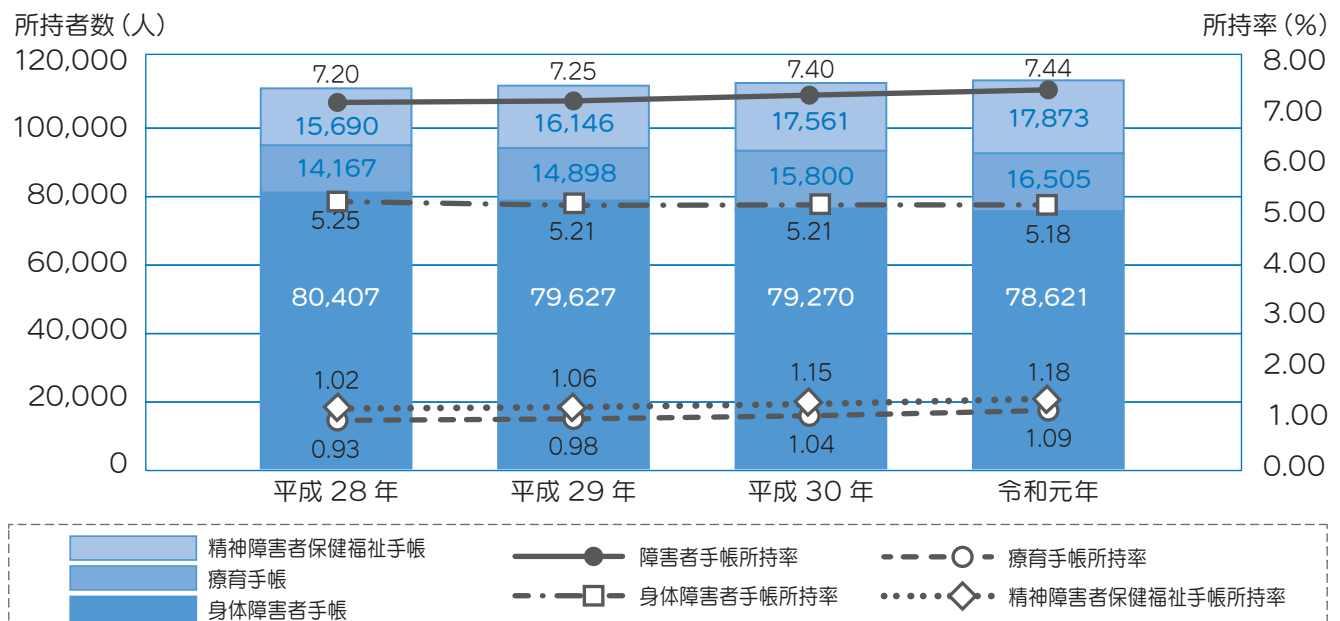 所持者数（人） 所持率（%）
120,000 7.20 7.25 7.40 7.44 8.00
15,690 16,146 17,561 17,873 7.00
100,000
14,167 14,898 15,800 16,505 6.00
80,000
5.25 5.21 5.21 5.18 5.00
60,000 4.00
80,407 79,627 79,270 78,621
40,000 3.00
1.02 1.06 1.15 1.18 2.00
20,000
0.93 0.98 1.04 1.09 1.00
0 0.00
平成 28 年 平成 29 年 平成 30 年 令和元年
精神障害者保健福祉手帳 障害者手帳所持率 療育手帳所持率
療育手帳
身体障害者手帳 身体障害者手帳所持率 精神障害者保健福祉手帳所持率